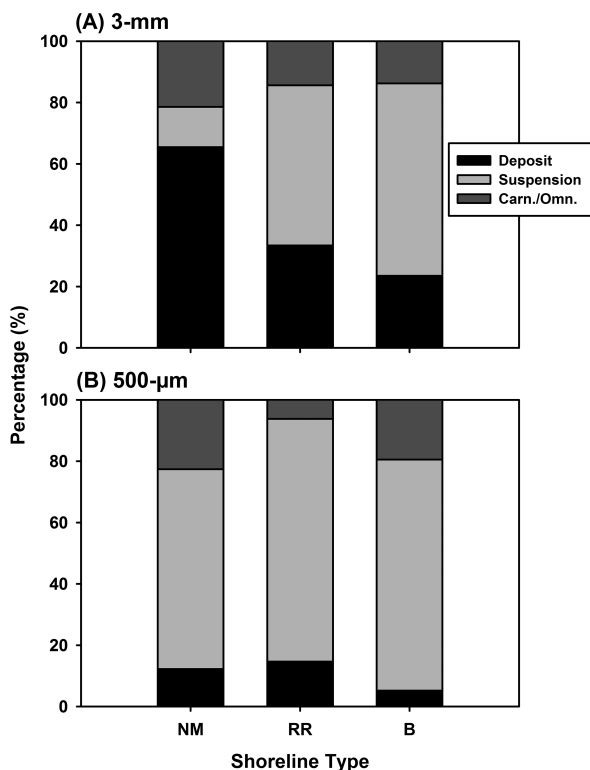 (A) 3-mm
100
80
60
40
20
0
Deposit
Suspension
Carn./Omn.
Percentage (%)
(B) 500-µm
100
80
60
40
20
0
NM RR B
Shoreline Type